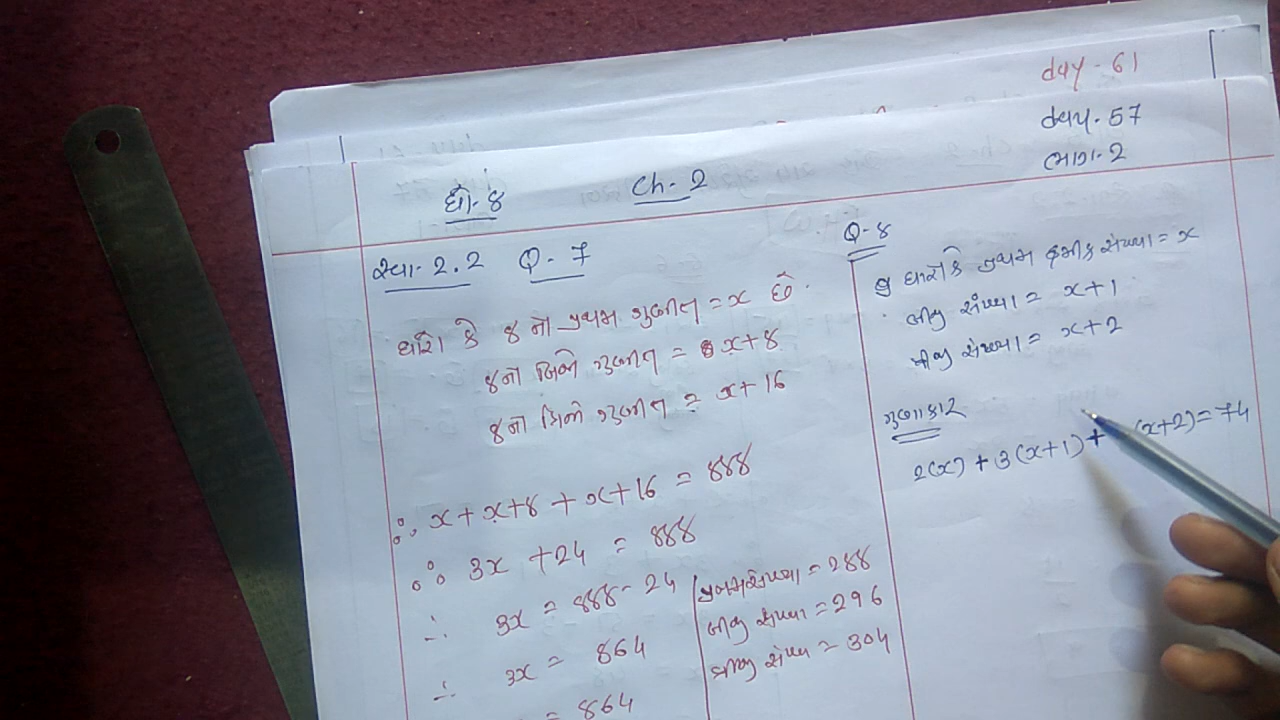 day - 61
day - 57
ભાગ - 2
ધો - 8
Ch - 2
સ્વા - 2.2 Q - 7
ધારો કે 8 નો પ્રથમ ગુણીત = x છે.
8 નો ગુણીત = x + 8
8 નો ગુણીત = x + 16
∴ x + x + 8 + x + 16 = 888
∴ 3x + 24 = 888
∴ 3x = 888 - 24
∴ 3x = 864
= 864
પ્રથમ સંખ્યા = 288
બીજી સંખ્યા = 296
ત્રીજી સંખ્યા = 304
Q - 8
ધારો કે પ્રથમ ક્રમીક સંખ્યા = x
બીજી સંખ્યા = x + 1
ત્રીજી સંખ્યા = x + 2
ગુણાકાર
2(x) + 3(x+1) + (x+2) = 74